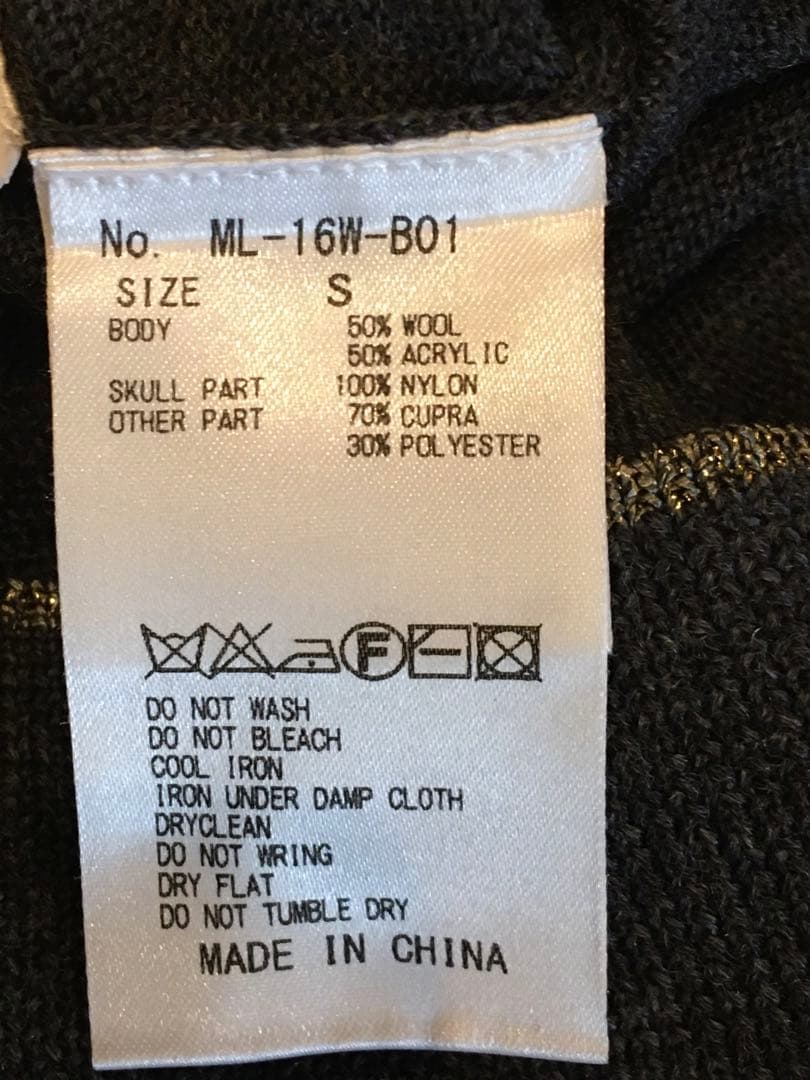 No. ML-16W-B01
SIZE S
BODY 50% WOOL
50% ACRYLIC
SKULL PART 100% NYLON
OTHER PART 70% CUPRA
30% POLYESTER
F
DO NOT WASH
DO NOT BLEACH
COOL IRON
IRON UNDER DAMP CLOTH
DRYCLEAN
DO NOT WRING
DRY FLAT
DO NOT TUMBLE DRY
MADE IN CHINA